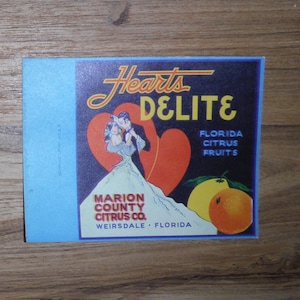 Hearts
DELITE
FLORIDA
CITRUS
FRUITS
MARION
COUNTY
CITRUS CO.
WEIRSDALE • FLORIDA